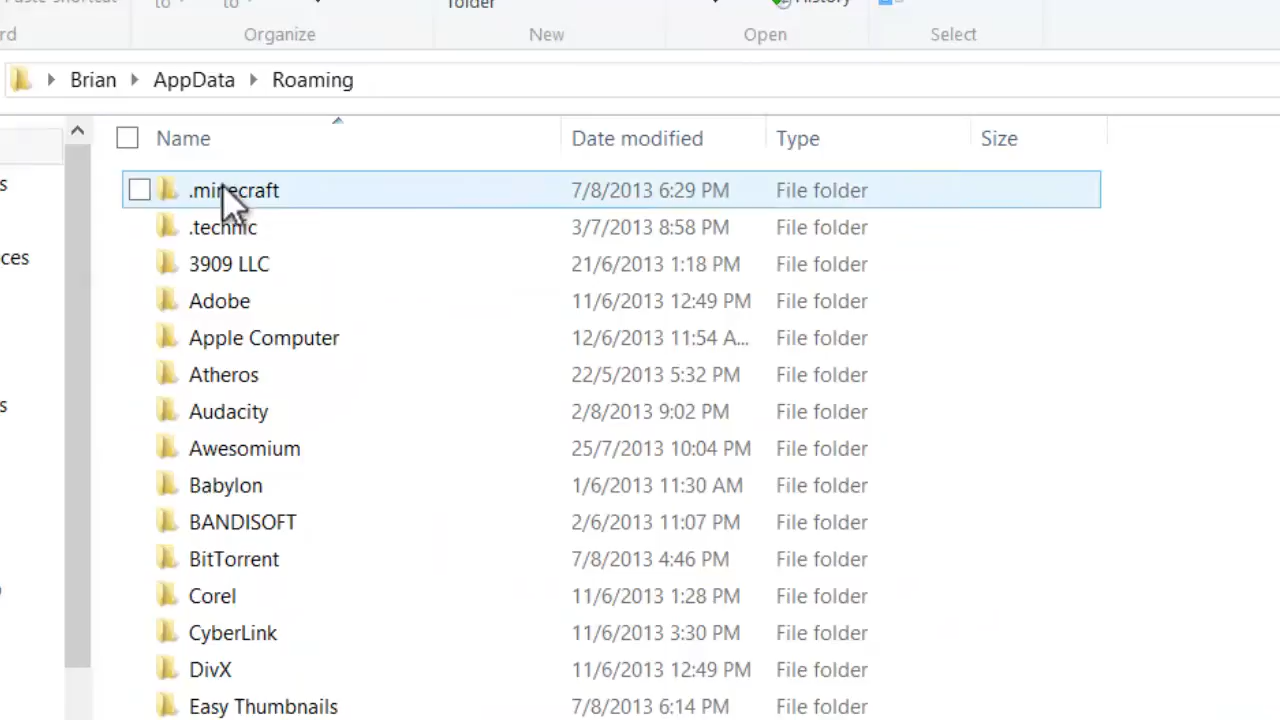 to to folder History
Organize New Open Select
Brian AppData Roaming
Name Date modified Type Size
.minecraft 7/8/2013 6:29 PM File folder
.technic 3/7/2013 8:58 PM File folder
3909 LLC 21/6/2013 1:18 PM File folder
Adobe 11/6/2013 12:49 PM File folder
Apple Computer 12/6/2013 11:54 A... File folder
Atheros 22/5/2013 5:32 PM File folder
Audacity 2/8/2013 9:02 PM File folder
Awesomium 25/7/2013 10:04 PM File folder
Babylon 1/6/2013 11:30 AM File folder
BANDISOFT 2/6/2013 11:07 PM File folder
BitTorrent 7/8/2013 4:46 PM File folder
Corel 11/6/2013 1:28 PM File folder
CyberLink 11/6/2013 3:30 PM File folder
DivX 11/6/2013 12:49 PM File folder
Easy Thumbnails 7/8/2013 6:14 PM File folder